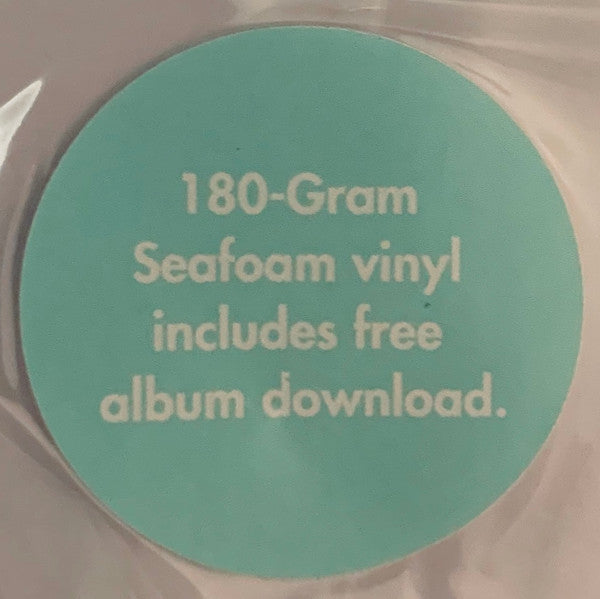 180-Gram
Seafoam vinyl
includes free
album download.